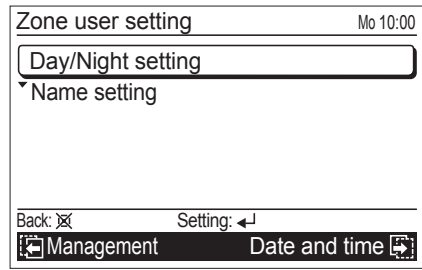 Zone user setting Mo 10:00
Day/Night setting
Name setting
Back: Setting:
Management Date and time